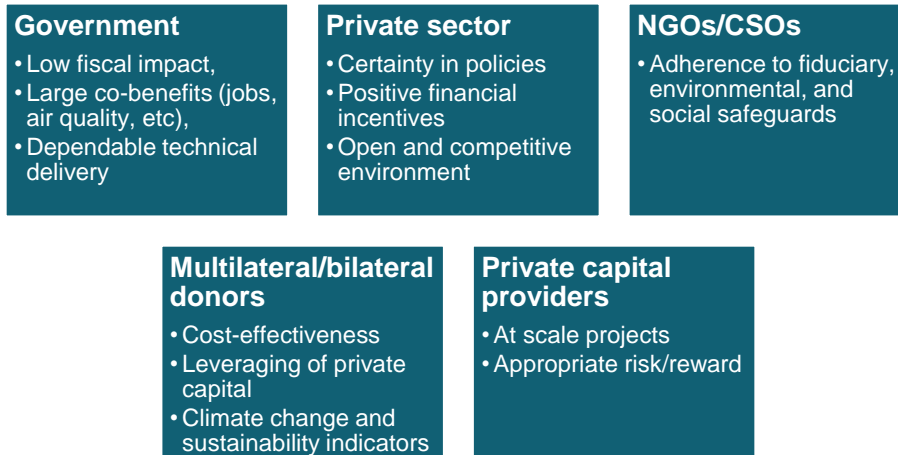 Government
• Low fiscal impact,
• Large co-benefits (jobs,
air quality, etc),
• Dependable technical
delivery
Private sector
• Certainty in policies
• Positive financial
incentives
• Open and competitive
environment
NGOs/CSOs
• Adherence to fiduciary,
environmental, and
social safeguards
Multilateral/bilateral
donors
• Cost-effectiveness
• Leveraging of private
capital
• Climate change and
sustainability indicators
Private capital
providers
• At scale projects
• Appropriate risk/reward